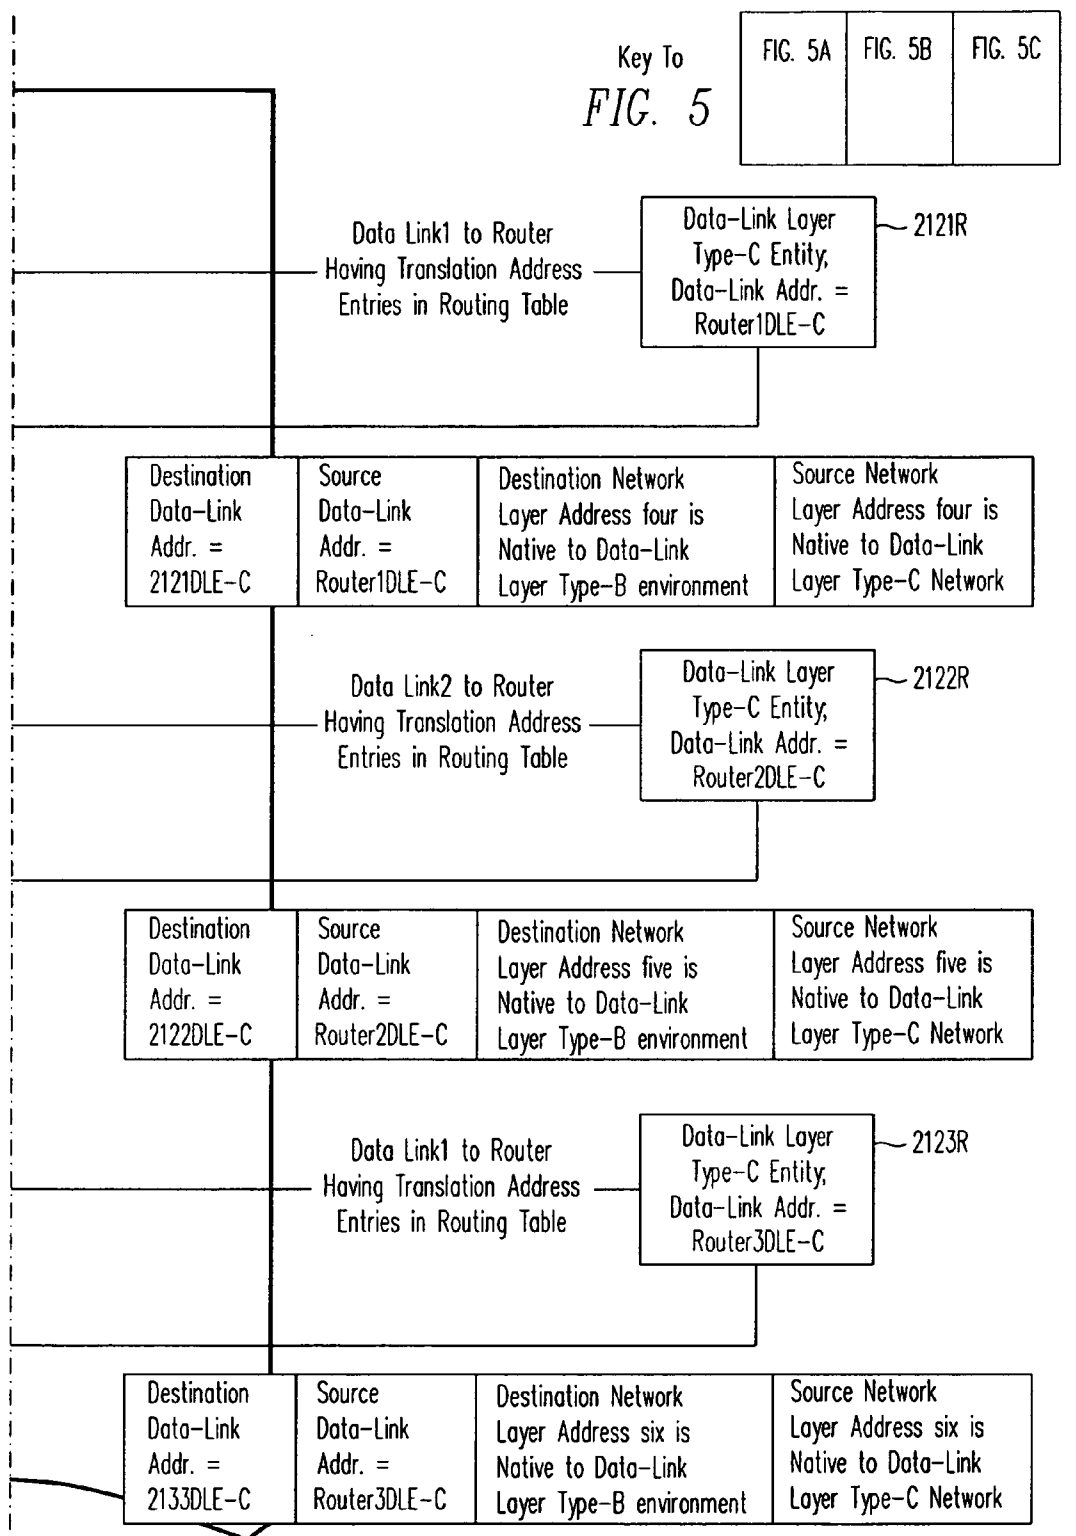 Key To
FIG. 5
FIG. 5A
FIG. 5B
FIG. 5C
Data Link1 to Router
Having Translation Address
Entries in Routing Table
Data-Link Layer
Type-C Entity;
Data-Link Addr. =
Router1DLE-C
2121R
Destination
Data-Link
Addr. =
2121DLE-C
Source
Data-Link
Addr. =
Router1DLE-C
Destination Network
Layer Address four is
Native to Data-Link
Layer Type-B environment
Source Network
Layer Address four is
Native to Data-Link
Layer Type-C Network
Data Link2 to Router
Having Translation Address
Entries in Routing Table
Data-Link Layer
Type-C Entity;
Data-Link Addr. =
Router2DLE-C
2122R
Destination
Data-Link
Addr. =
2122DLE-C
Source
Data-Link
Addr. =
Router2DLE-C
Destination Network
Layer Address five is
Native to Data-Link
Layer Type-B environment
Source Network
Layer Address five is
Native to Data-Link
Layer Type-C Network
Data Link1 to Router
Having Translation Address
Entries in Routing Table
Data-Link Layer
Type-C Entity;
Data-Link Addr. =
Router3DLE-C
2123R
Destination
Data-Link
Addr. =
2133DLE-C
Source
Data-Link
Addr. =
Router3DLE-C
Destination Network
Layer Address six is
Native to Data-Link
Layer Type-B environment
Source Network
Layer Address six is
Native to Data-Link
Layer Type-C Network